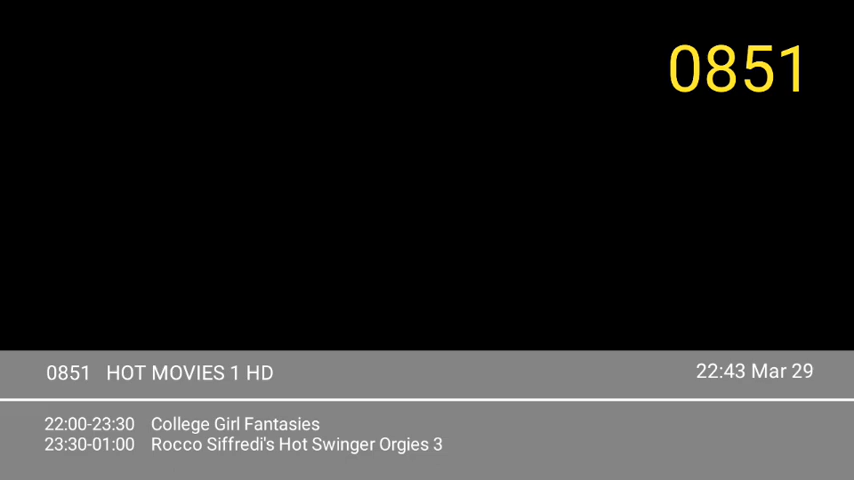 0851
0851 HOT MOVIES 1 HD 22:43 Mar 29
22:00-23:30 College Girl Fantasies
23:30-01:00 Rocco Siffredi's Hot Swinger Orgies 3